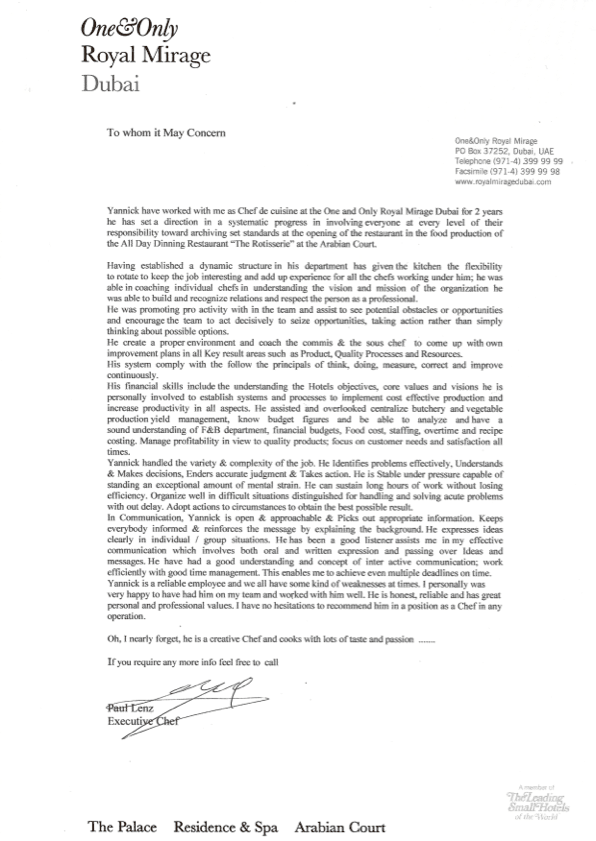 One&Only
Royal Mirage
Dubai
To whom it May Concern
One&Only Royal Mirage
PO Box 37252, Dubai, UAE
Telephone (971-4) 399 99 99
Facsimile (971-4) 399 99 98
www.royalmiragedubai.com
Yannick have worked with me as Chef de cuisine at the One and Only Royal Mirage Dubai for 2 years
he has set a direction in a systematic progress in involving everyone at every level of their
responsibility toward archiving set standards at the opening of the restaurant in the food production of
the All Day Dinning Restaurant “The Rotisserie” at the Arabian Court.
Having established a dynamic structure in his department has given the kitchen the flexibility
to rotate to keep the job interesting and add up experience for all the chefs working under him; he was
able in coaching individual chefs in understanding the vision and mission of the organization he
was able to build and recognize relations and respect the person as a professional.
He was promoting pro activity with in the team and assist to see potential obstacles or opportunities
and encourage the team to act decisively to seize opportunities, taking action rather than simply
thinking about possible options.
He create a proper environment and coach the commis & the sous chef to come up with own
improvement plans in all Key result areas such as Product, Quality Processes and Resources.
His system comply with the follow the principals of think, doing, measure, correct and improve
continuously.
His financial skills include the understanding the Hotels objectives, core values and visions he is
personally involved to establish systems and processes to implement cost effective production and
increase productivity in all aspects. He assisted and overlooked centralize butchery and vegetable
production yield management, know budget figures and be able to analyze and have a
sound understanding of F&B department, financial budgets, Food cost, staffing, overtime and recipe
costing. Manage profitability in view to quality products; focus on customer needs and satisfaction all
times.
Yannick handled the variety & complexity of the job. He Identifies problems effectively, Understands
& Makes decisions, Enders accurate judgment & Takes action. He is Stable under pressure capable of
standing an exceptional amount of mental strain. He can sustain long hours of work without losing
efficiency. Organize well in difficult situations distinguished for handling and solving acute problems
with out delay. Adopt actions to circumstances to obtain the best possible result.
In Communication, Yannick is open & approachable & Picks out appropriate information. Keeps
everybody informed & reinforces the message by explaining the background. He expresses ideas
clearly in individual / group situations. He has been a good listener assists me in my effective
communication which involves both oral and written expression and passing over Ideas and
messages. He have had a good understanding and concept of inter active communication; work
efficiently with good time management. This enables me to achieve even multiple deadlines on time.
Yannick is a reliable employee and we all have some kind of weaknesses at times. I personally was
very happy to have had him on my team and worked with him well. He is honest, reliable and has great
personal and professional values. I have no hesitations to recommend him in a position as a Chef in any
operation.
Oh, I nearly forget, he is a creative Chef and cooks with lots of taste and passion .......
If you require any more info feel free to call
Paul Lenz
Executive Chef
A member of
The Leading
Small Hotels
of the World
The Palace Residence & Spa Arabian Court